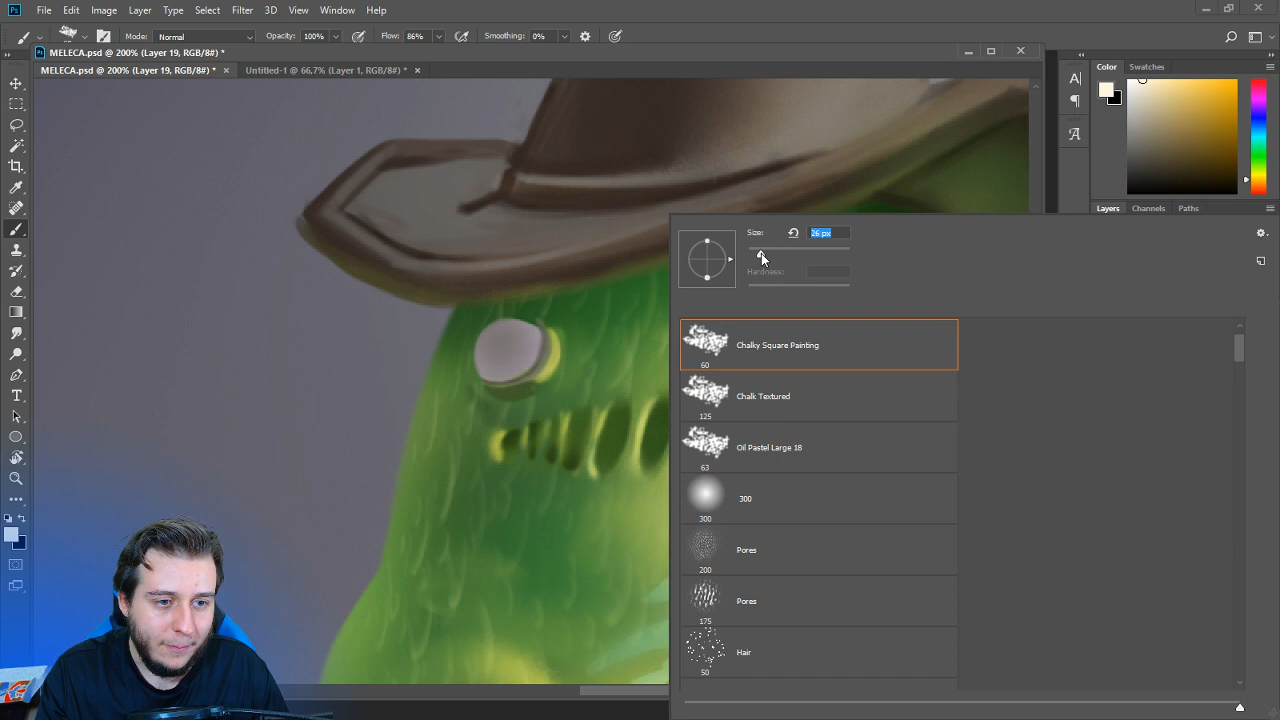 Ps File Edit Image Layer Type Select Filter 3D View Window Help
Mode: Normal Opacity: 100% Flow: 86% Smoothing: 0%
MELECA.psd @ 200% (Layer 19, RGB/8#) *
MELECA.psd @ 200% (Layer 19, RGB/8#) * × Untitled-1 @ 66,7% (Layer 1, RGB/8#) * ×
Color Swatches
Layers Channels Paths
Size: 26 px
Hardness:
Chalky Square Painting
60
Chalk Textured
125
Oil Pastel Large 18
63
300
300
Pores
200
Pores
175
Hair
50